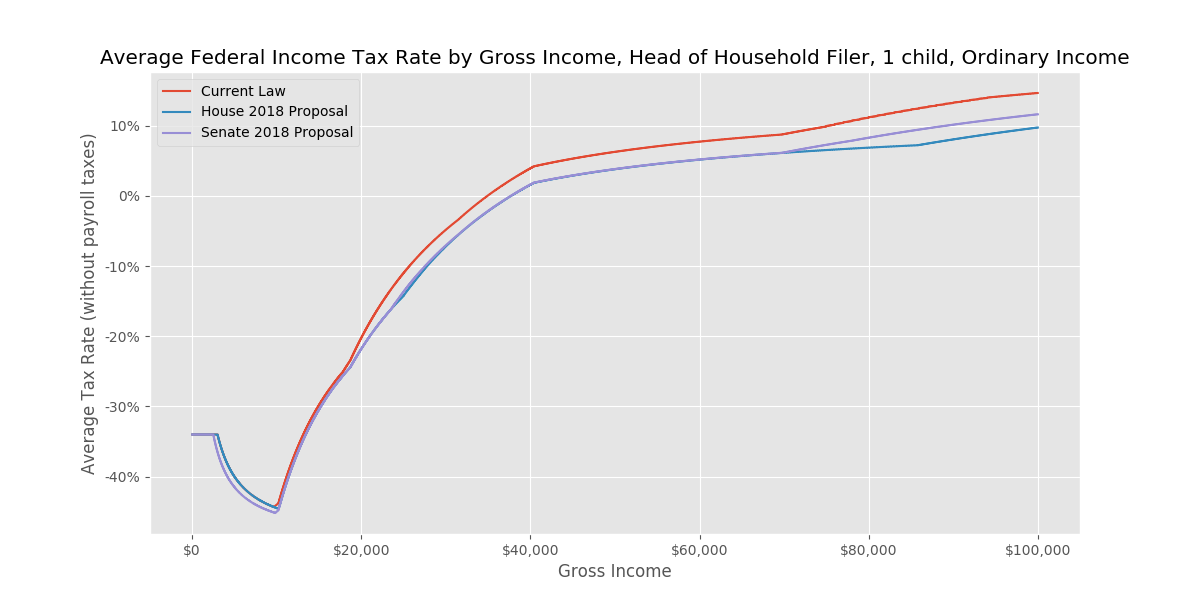 Average Federal Income Tax Rate by Gross Income, Head of Household Filer, 1 child, Ordinary Income
Current Law
House 2018 Proposal
Senate 2018 Proposal
Average Tax Rate (without payroll taxes)
10%
0%
-10%
-20%
-30%
-40%
$0
$20,000
$40,000
$60,000
$80,000
$100,000
Gross Income